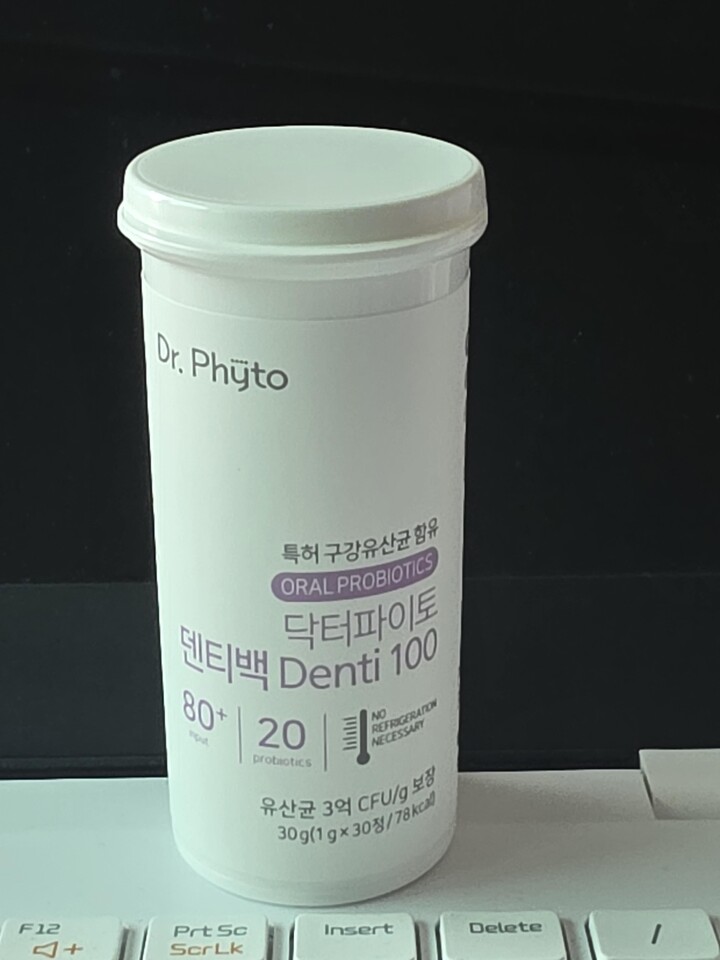 Dr. Phyto
특허 구강유산균 함유
ORAL PROBIOTICS
닥터파이토
덴티백 Denti 100
80+
input
20
probiotics
NO
REFRIGERATION
NECESSARY
유산균 3억 CFU/g 보장
30g(1g×30정/78kcal)
F12
Prt Sc
ScrLk
Insert
Delete
/
+